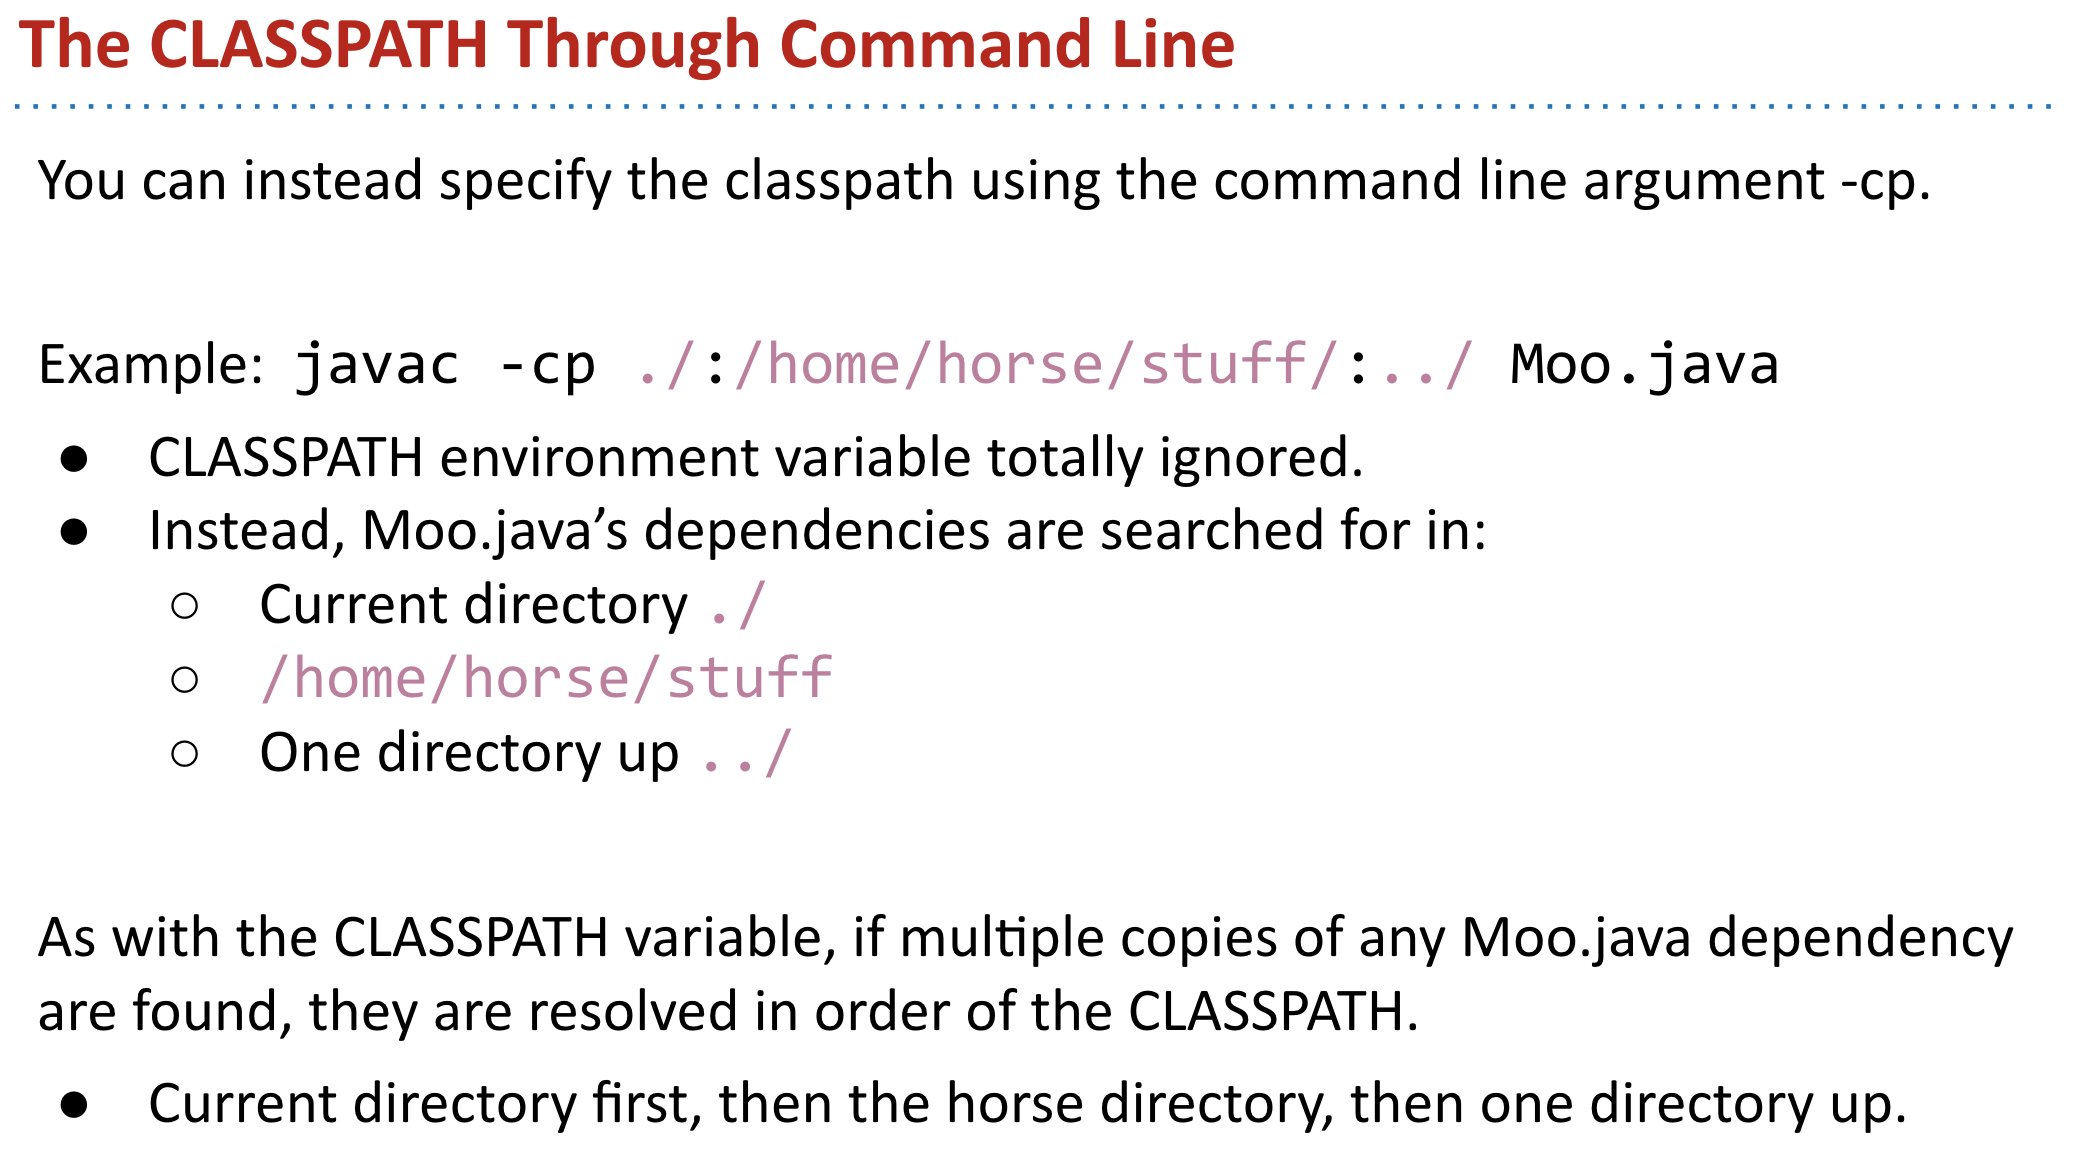 The CLASSPATH Through Command Line
You can instead specify the classpath using the command line argument -cp.
Example: javac -cp ./:/home/horse/stuff/:../ Moo.java
● CLASSPATH environment variable totally ignored.
● Instead, Moo.java’s dependencies are searched for in:
○ Current directory ./
○ /home/horse/stuff
○ One directory up ../
As with the CLASSPATH variable, if multiple copies of any Moo.java dependency
are found, they are resolved in order of the CLASSPATH.
● Current directory first, then the horse directory, then one directory up.